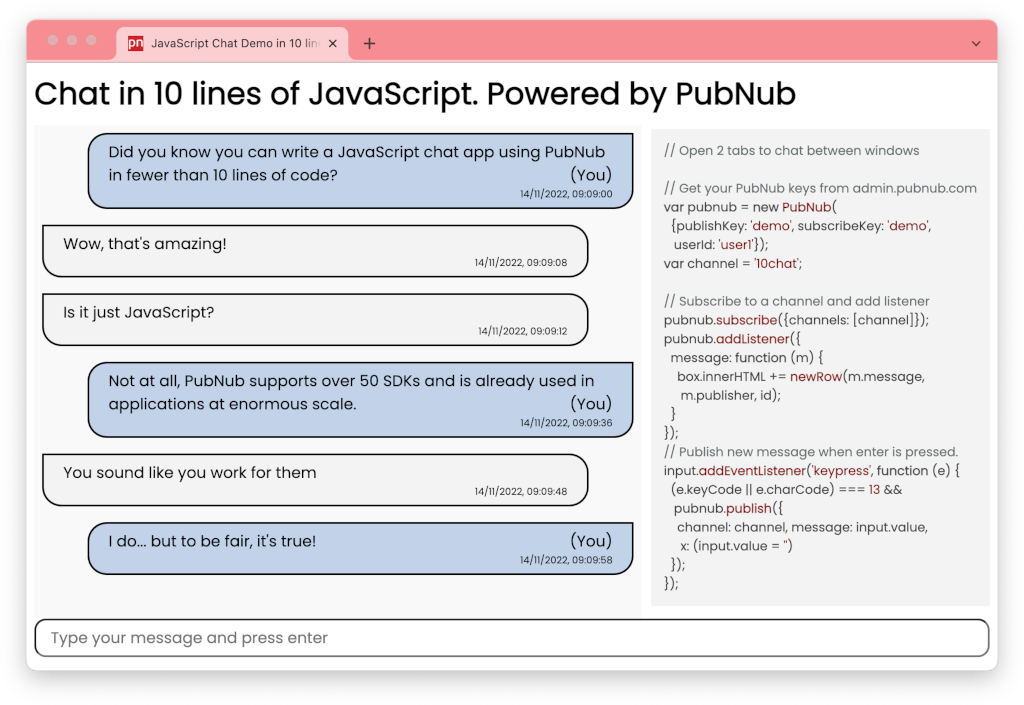 pn JavaScript Chat Demo in 10 lin
Chat in 10 lines of JavaScript. Powered by PubNub
Did you know you can write a JavaScript chat app using PubNub
in fewer than 10 lines of code? (You)
14/11/2022, 09:09:00
Wow, that's amazing!
14/11/2022, 09:09:08
Is it just JavaScript?
14/11/2022, 09:09:12
Not at all, PubNub supports over 50 SDKs and is already used in
applications at enormous scale. (You)
14/11/2022, 09:09:36
You sound like you work for them
14/11/2022, 09:09:48
I do... but to be fair, it's true! (You)
14/11/2022, 09:09:58
// Open 2 tabs to chat between windows
// Get your PubNub keys from admin.pubnub.com
var pubnub = new PubNub(
{publishKey: 'demo', subscribeKey: 'demo',
userId: 'user1'});
var channel = '10chat';
// Subscribe to a channel and add listener
pubnub.subscribe({channels: [channel]});
pubnub.addListener({
message: function (m) {
box.innerHTML += newRow(m.message,
m.publisher, id);
}
});
// Publish new message when enter is pressed.
input.addEventListener('keypress', function (e) {
(e.keyCode || e.charCode) === 13 &&
pubnub.publish({
channel: channel, message: input.value,
x: (input.value = '')
});
});
Type your message and press enter